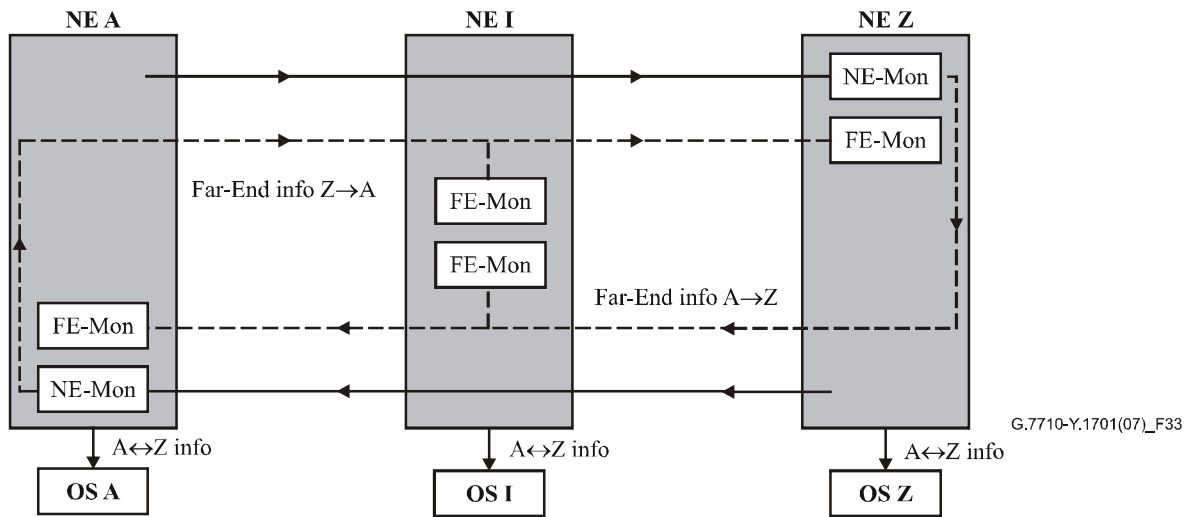 NE A
NE I
NE Z
NE-Mon
FE-Mon
Far-End info Z→A
FE-Mon
FE-Mon
Far-End info A→Z
FE-Mon
NE-Mon
G.7710-Y.1701(07)_F33
A↔Z info
A↔Z info
A↔Z info
OS A
OS I
OS Z